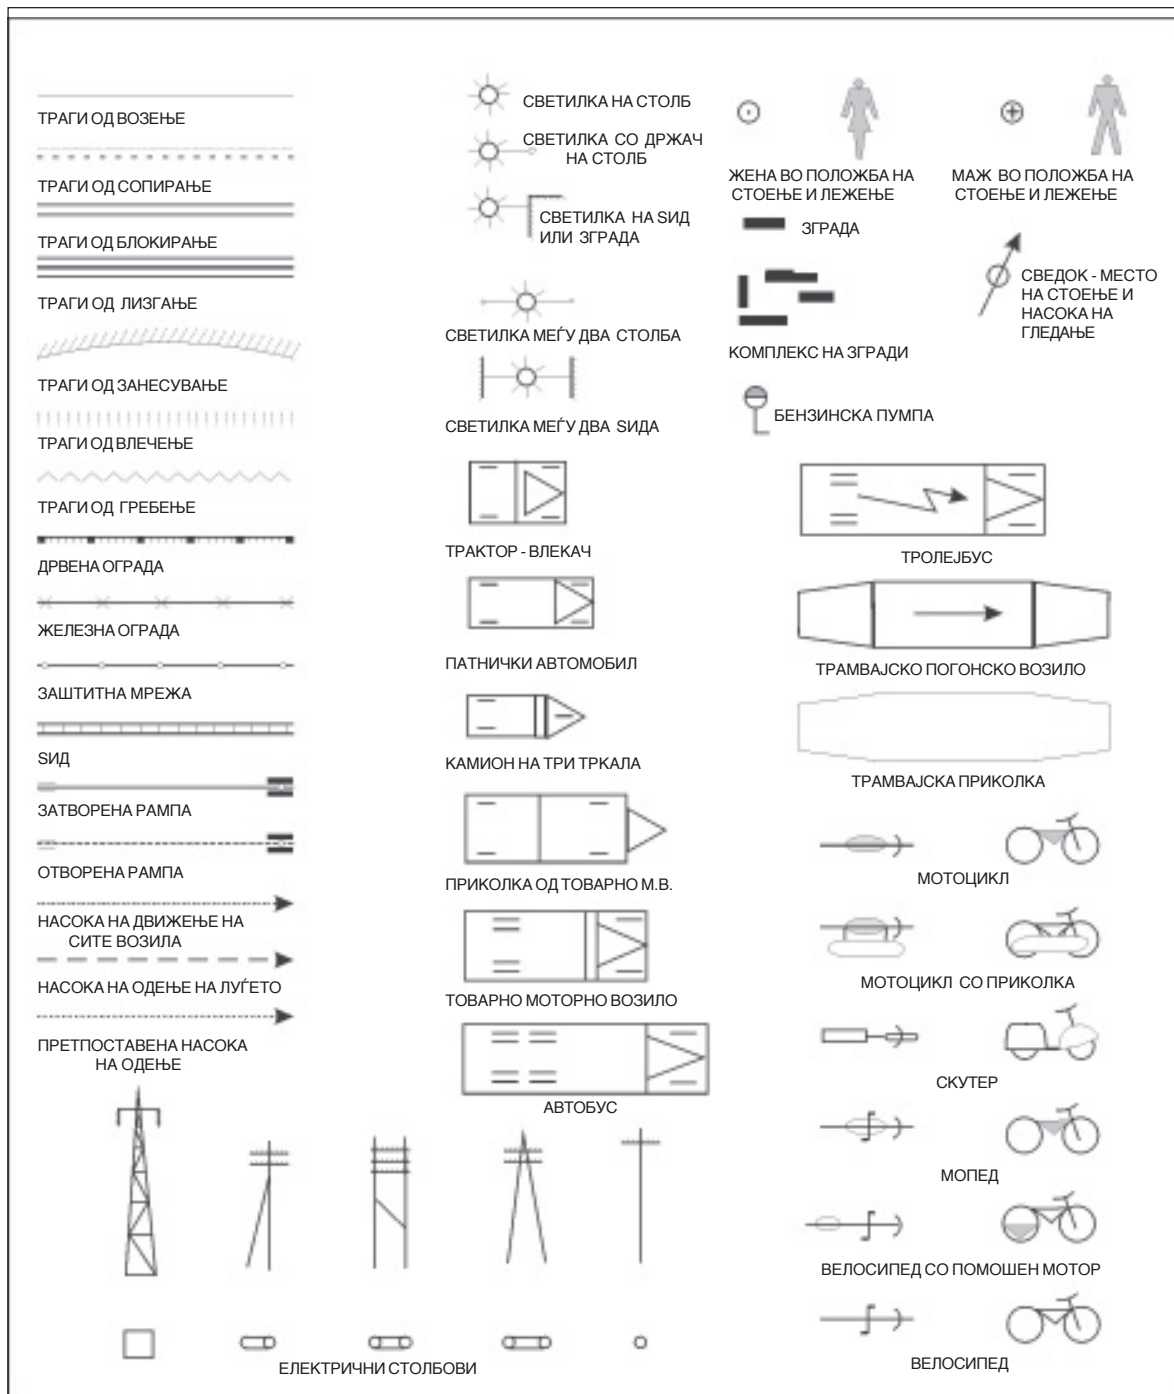 ТРАГИ ОД ВОЗЕЊЕ
ТРАГИ ОД СОПИРАЊЕ
ТРАГИ ОД БЛОКИРАЊЕ
ТРАГИ ОД ЛИЗГАЊЕ
ТРАГИ ОД ЗАНЕСУВАЊЕ
ТРАГИ ОД ВЛЕЧЕЊЕ
ТРАГИ ОД ГРЕБЕЊЕ
ДРВЕНА ОГРАДА
ЖЕЛЕЗНА ОГРАДА
ЗАШТИТНА МРЕЖА
ЅИД
ЗАТВОРЕНА РАМПА
ОТВОРЕНА РАМПА
НАСОКА НА ДВИЖЕЊЕ НА
СИТЕ ВОЗИЛА
НАСОКА НА ОДЕЊЕ НА ЛУЃЕТО
ПРЕТПОСТАВЕНА НАСОКА
НА ОДЕЊЕ
СВЕТИЛКА НА СТОЛБ
СВЕТИЛКА СО ДРЖАЧ
НА СТОЛБ
СВЕТИЛКА НА ЅИД
ИЛИ ЗГРАДА
СВЕТИЛКА МЕЃУ ДВА СТОЛБА
СВЕТИЛКА МЕЃУ ДВА ЅИДА
ТРАКТОР - ВЛЕКАЧ
ПАТНИЧКИ АВТОМОБИЛ
КАМИОН НА ТРИ ТРКАЛА
ПРИКОЛКА ОД ТОВАРНО М.В.
ТОВАРНО МОТОРНО ВОЗИЛО
АВТОБУС
ЖЕНА ВО ПОЛОЖБА НА
СТОЕЊЕ И ЛЕЖЕЊЕ
МАЖ ВО ПОЛОЖБА НА
СТОЕЊЕ И ЛЕЖЕЊЕ
ЗГРАДА
СВЕДОК - МЕСТО
НА СТОЕЊЕ И
НАСОКА НА
ГЛЕДАЊЕ
КОМПЛЕКС НА ЗГРАДИ
БЕНЗИНСКА ПУМПА
ТРОЛЕЈБУС
ТРАМВАЈСКО ПОГОНСКО ВОЗИЛО
ТРАМВАЈСКА ПРИКОЛКА
МОТОЦИКЛ
МОТОЦИКЛ СО ПРИКОЛКА
СКУТЕР
МОПЕД
ВЕЛОСИПЕД СО ПОМОШЕН МОТОР
ВЕЛОСИПЕД
ЕЛЕКТРИЧНИ СТОЛБОВИ